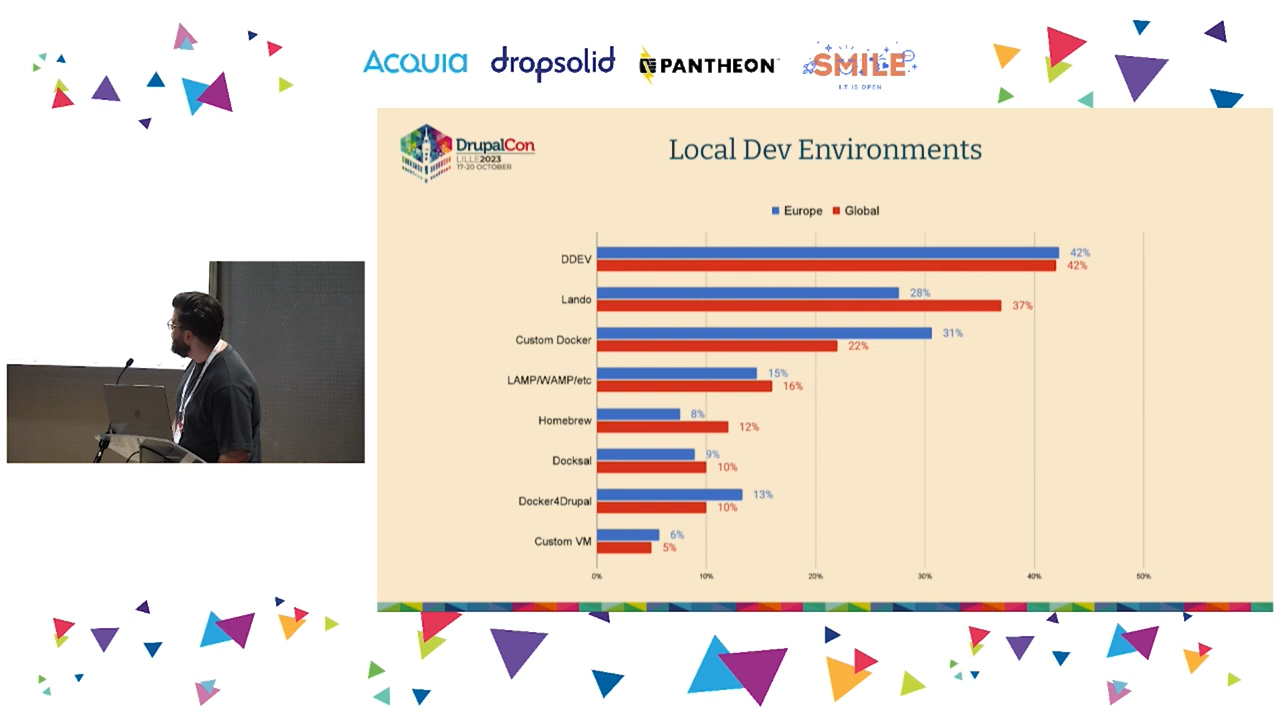 ACQUIA dropsolid PANTHEON SMILE
I.T IS OPEN
DrupalCon
LILLE2023
17-20 OCTOBER
Local Dev Environments
Europe Global
DDEV 42%
42%
Lando 28%
37%
Custom Docker 31%
22%
LAMP/WAMP/etc 15%
16%
Homebrew 8%
12%
Docksal 9%
10%
Docker4Drupal 13%
10%
Custom VM 6%
5%
0% 10% 20% 30% 40% 50%